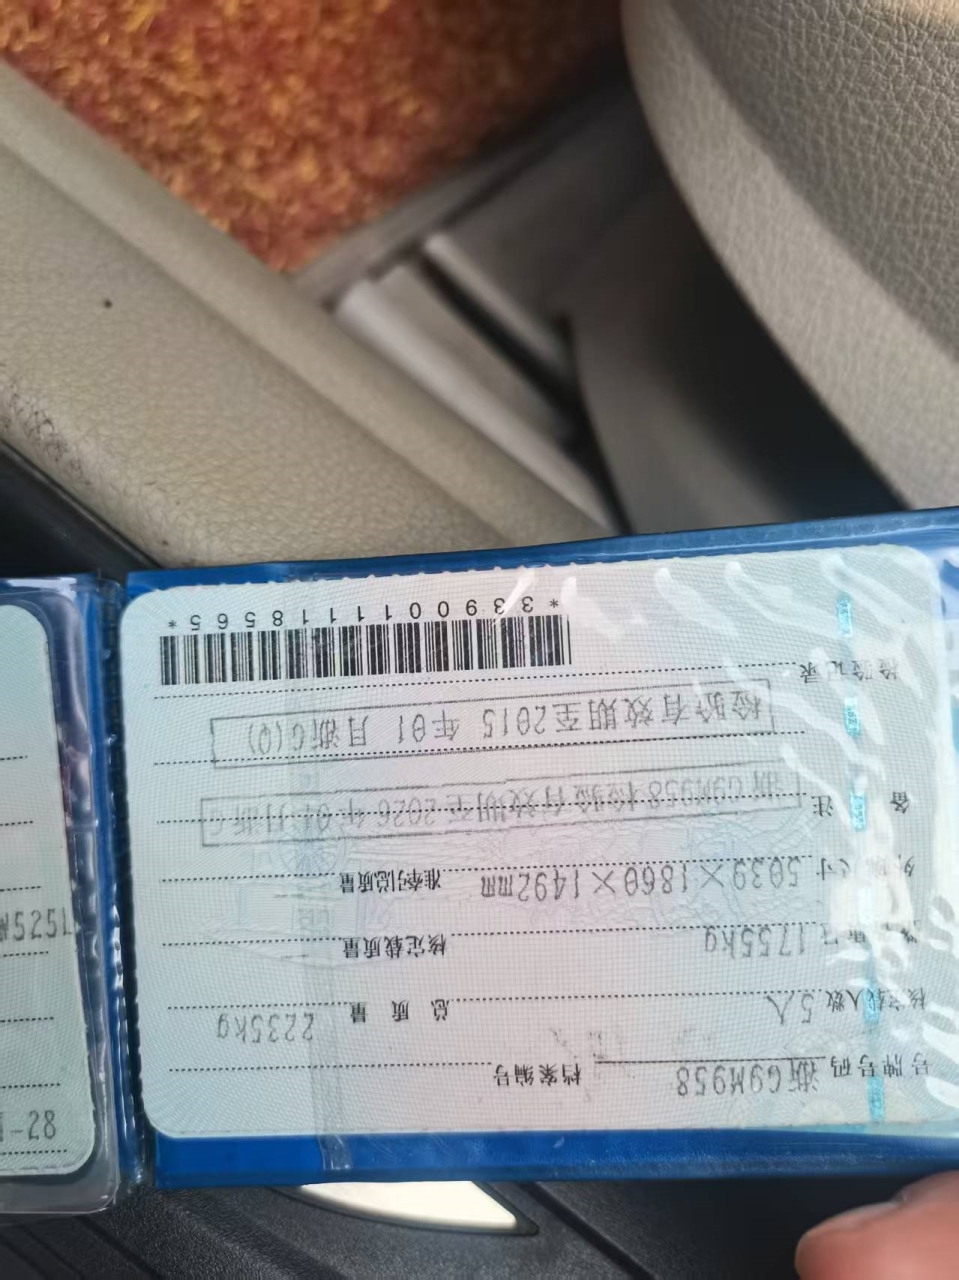 号牌号码 浙G9M958 档案编号
核定载人数 5人 总质量 2235kg
1755kg 核定载质量
5039×1860×1492mm 准牵引总质量
备注
浙G9M958检验有效期至2026年01月浙G
检验有效期至2015年01月浙G(Q)
检验记录
*3390011118565*
525L
-28